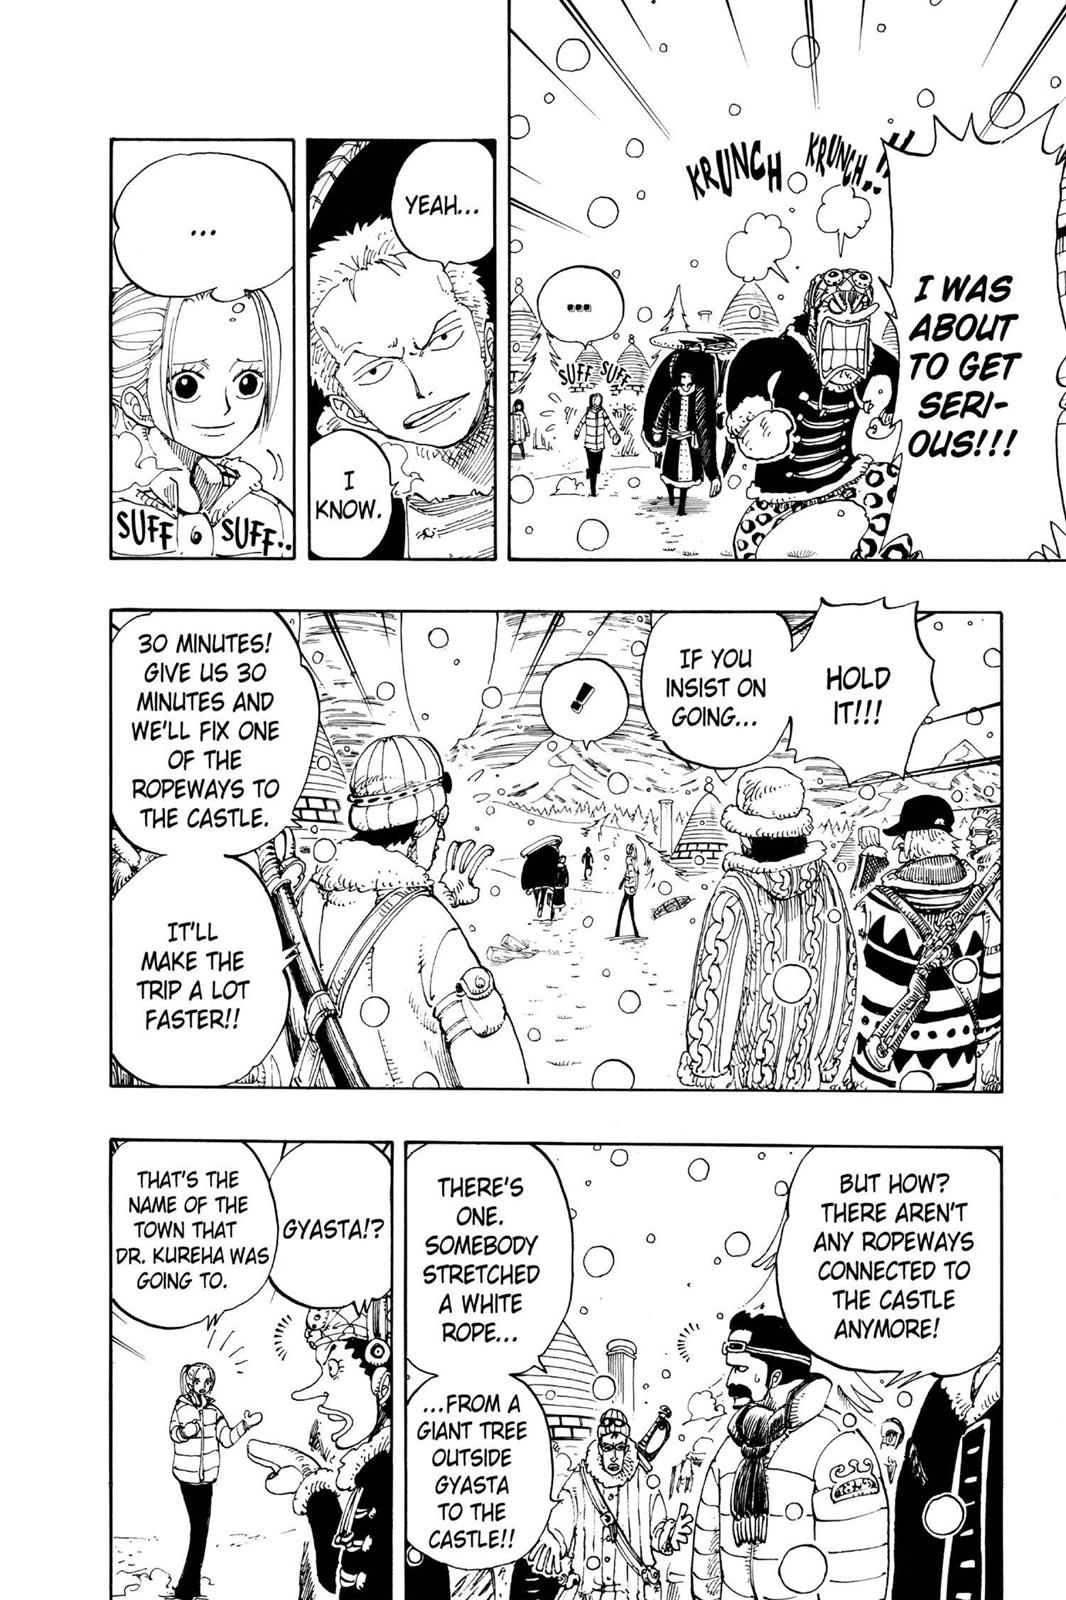 KRUNCH
KRUNCH..!!!
I WAS
ABOUT
TO GET
SERI-
OUS!!!
...
SUFF
SUFF
YEAH...
I
KNOW.
...
SUFF
SUFF..
HOLD
IT!!!
IF YOU
INSIST ON
GOING...
!
30 MINUTES!
GIVE US 30
MINUTES AND
WE'LL FIX ONE
OF THE
ROPEWAYS TO
THE CASTLE.
IT'LL
MAKE THE
TRIP A LOT
FASTER!!
BUT HOW?
THERE AREN'T
ANY ROPEWAYS
CONNECTED TO
THE CASTLE
ANYMORE!
THERE'S
ONE.
SOMEBODY
STRETCHED
A WHITE
ROPE...
...FROM A
GIANT TREE
OUTSIDE
GYASTA
TO THE
CASTLE!!
GYASTA!?
THAT'S THE
NAME OF THE
TOWN THAT
DR. KUREHA WAS
GOING TO.